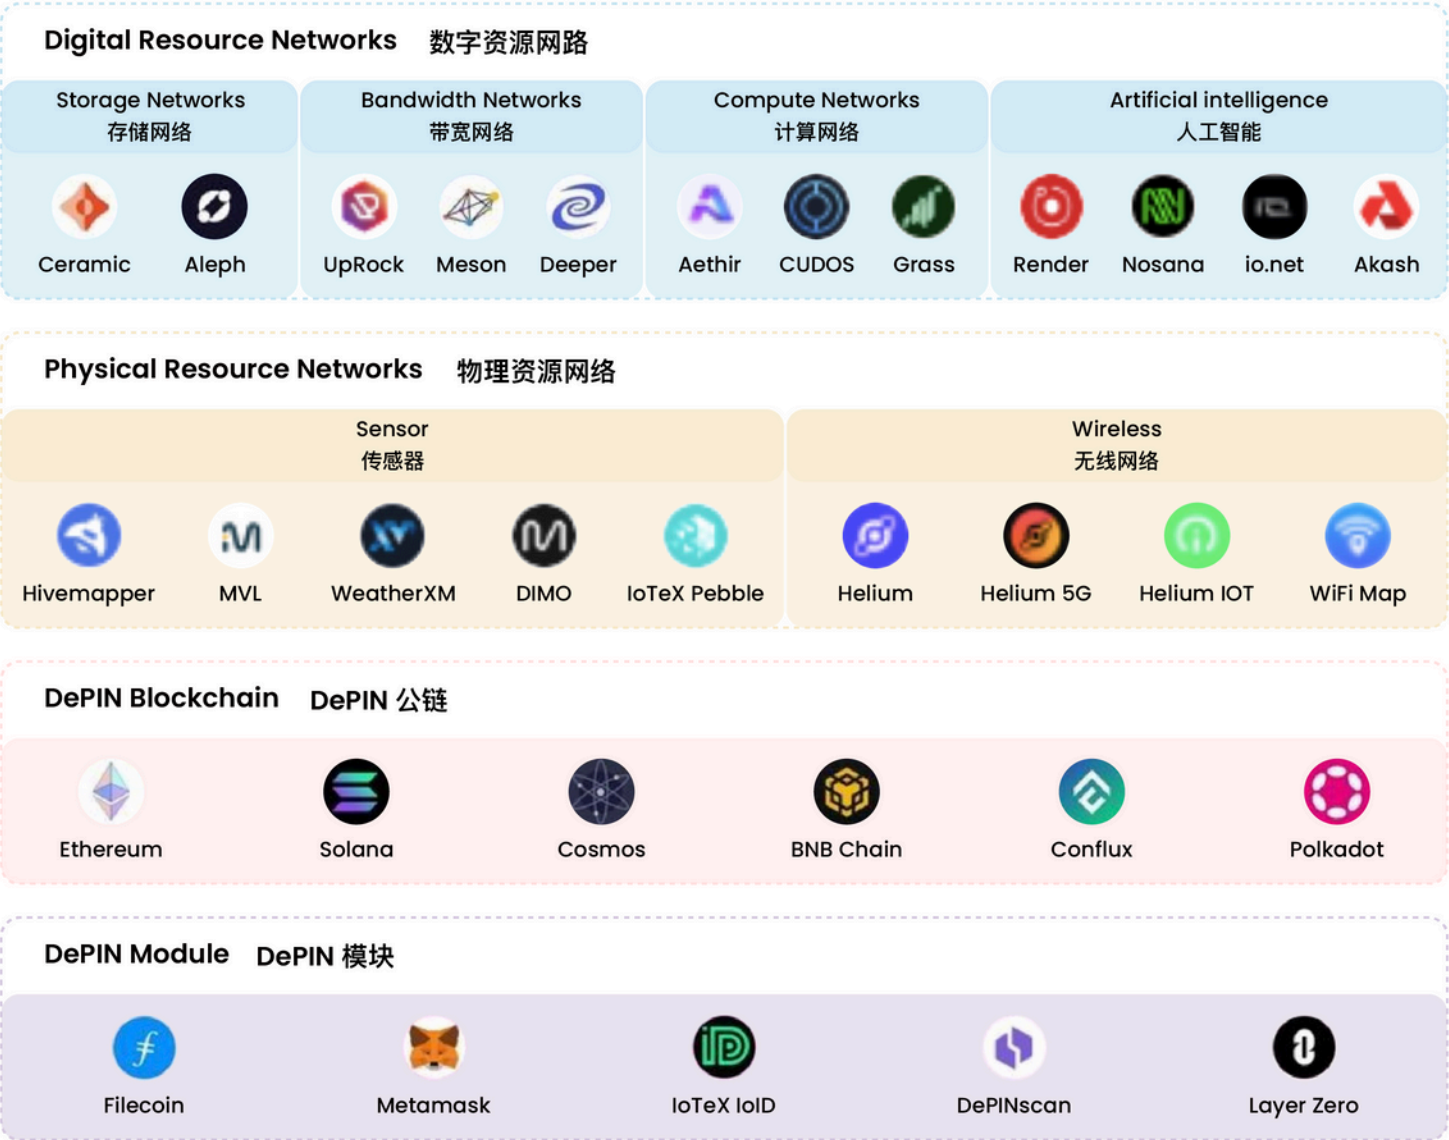 Digital Resource Networks 数字资源网路
Storage Networks
存储网络
Ceramic Aleph
Bandwidth Networks
带宽网络
UpRock Meson Deeper
Compute Networks
计算网络
Aethir CUDOS Grass
Artificial intelligence
人工智能
Render Nosana io.net Akash
Physical Resource Networks 物理资源网络
Sensor
传感器
Hivemapper MVL WeatherXM DIMO IoTeX Pebble
Wireless
无线网络
Helium Helium 5G Helium IOT WiFi Map
DePIN Blockchain DePIN 公链
Ethereum Solana Cosmos BNB Chain Conflux Polkadot
DePIN Module DePIN 模块
Filecoin Metamask IoTeX IoID DePINscan Layer Zero